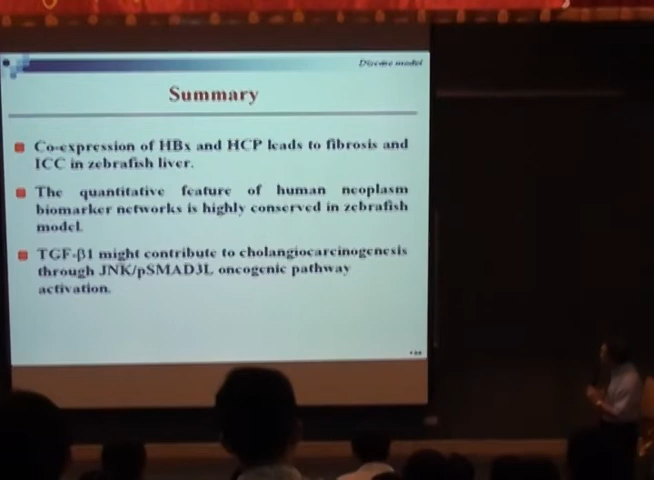 Disease model
Summary
Co-expression of HBx and HCP leads to fibrosis and
ICC in zebrafish liver.
The quantitative feature of human neoplasm
biomarker networks is highly conserved in zebrafish
model.
TGF-β1 might contribute to cholangiocarcinogenesis
through JNK/pSMAD3L oncogenic pathway
activation.